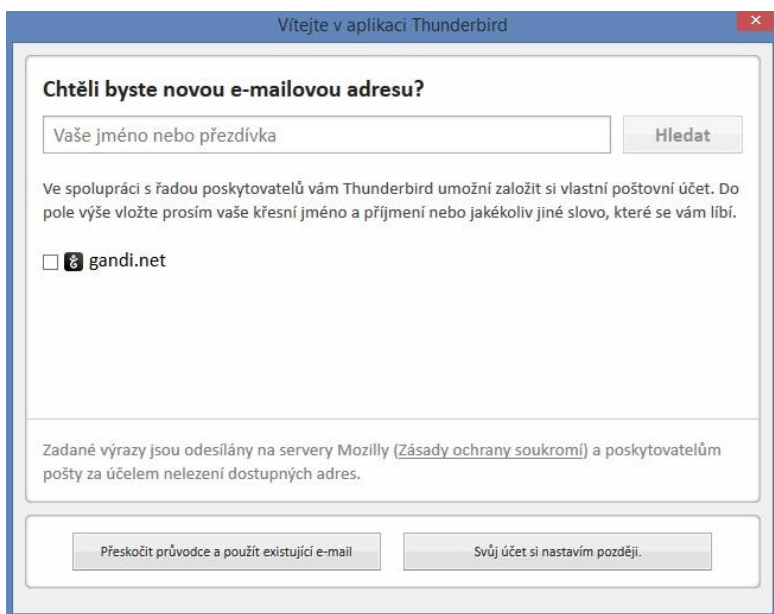 Vítejte v aplikaci Thunderbird
Chtěli byste novou e-mailovou adresu?
Vaše jméno nebo přezdívka
Hledat
Ve spolupráci s řadou poskytovatelů vám Thunderbird umožní založit si vlastní poštovní účet. Do
pole výše vložte prosím vaše křesní jméno a příjmení nebo jakékoliv jiné slovo, které se vám líbí.
gandi.net
Zadané výrazy jsou odesílány na servery Mozilly (Zásady ochrany soukromí) a poskytovatelům
pošty za účelem nelezení dostupných adres.
Přeskočit průvodce a použít existující e-mail
Svůj účet si nastavím později.